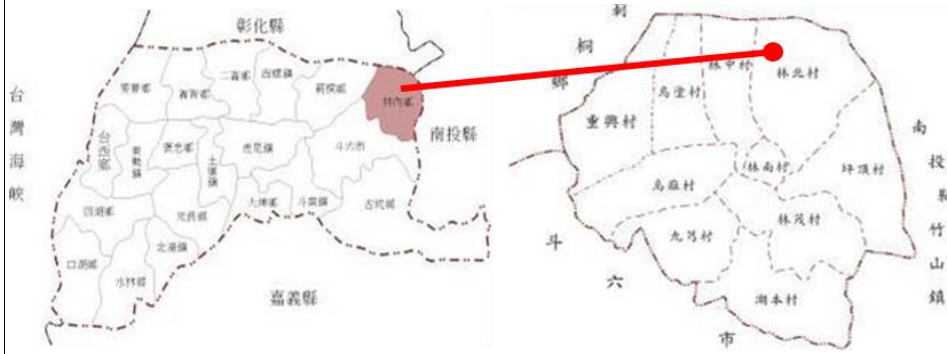 彰化縣
台灣海峽
南投縣
嘉義縣
麥寮鄉
崙背鄉
二崙鄉
西螺鎮
莿桐鄉
林內鄉
台西鄉
東勢鄉
褒忠鄉
土庫鎮
虎尾鎮
斗六市
四湖鄉
元長鄉
大埤鄉
斗南鎮
古坑鄉
口湖鄉
水林鄉
北港鎮
莿桐鄉
林中村
林北村
烏塗村
重興村
林南村
坪頂村
烏麻村
林茂村
九芎村
湖本村
斗六市
南投縣竹山鎮